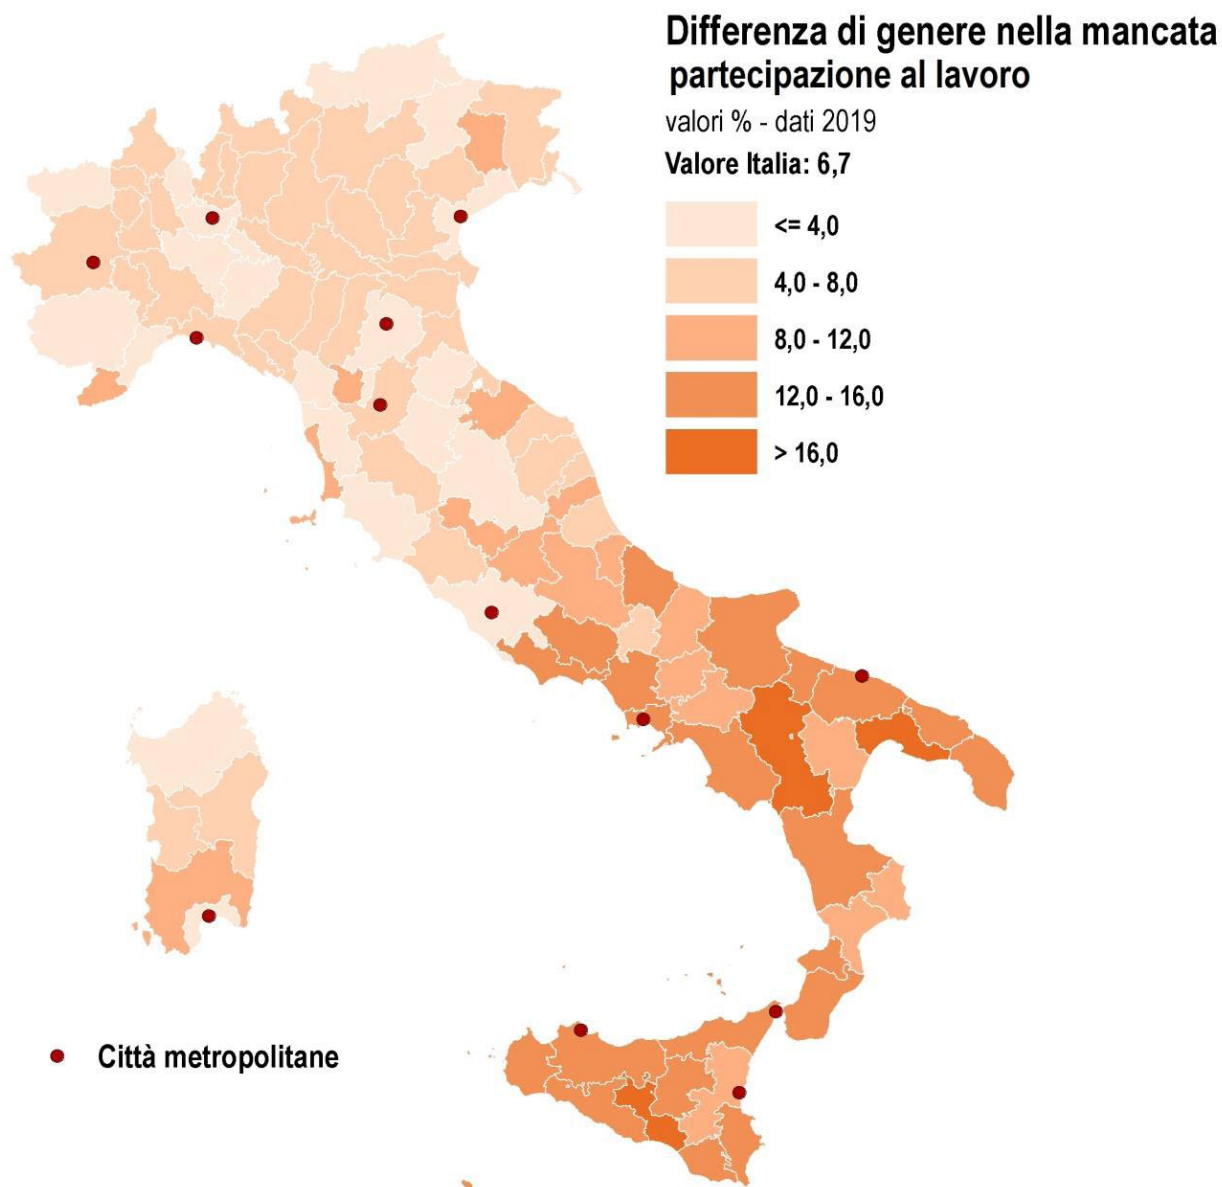 Differenza di genere nella mancata
partecipazione al lavoro
valori % - dati 2019
Valore Italia: 6,7
<= 4,0
4,0 - 8,0
8,0 - 12,0
12,0 - 16,0
> 16,0
Città metropolitane